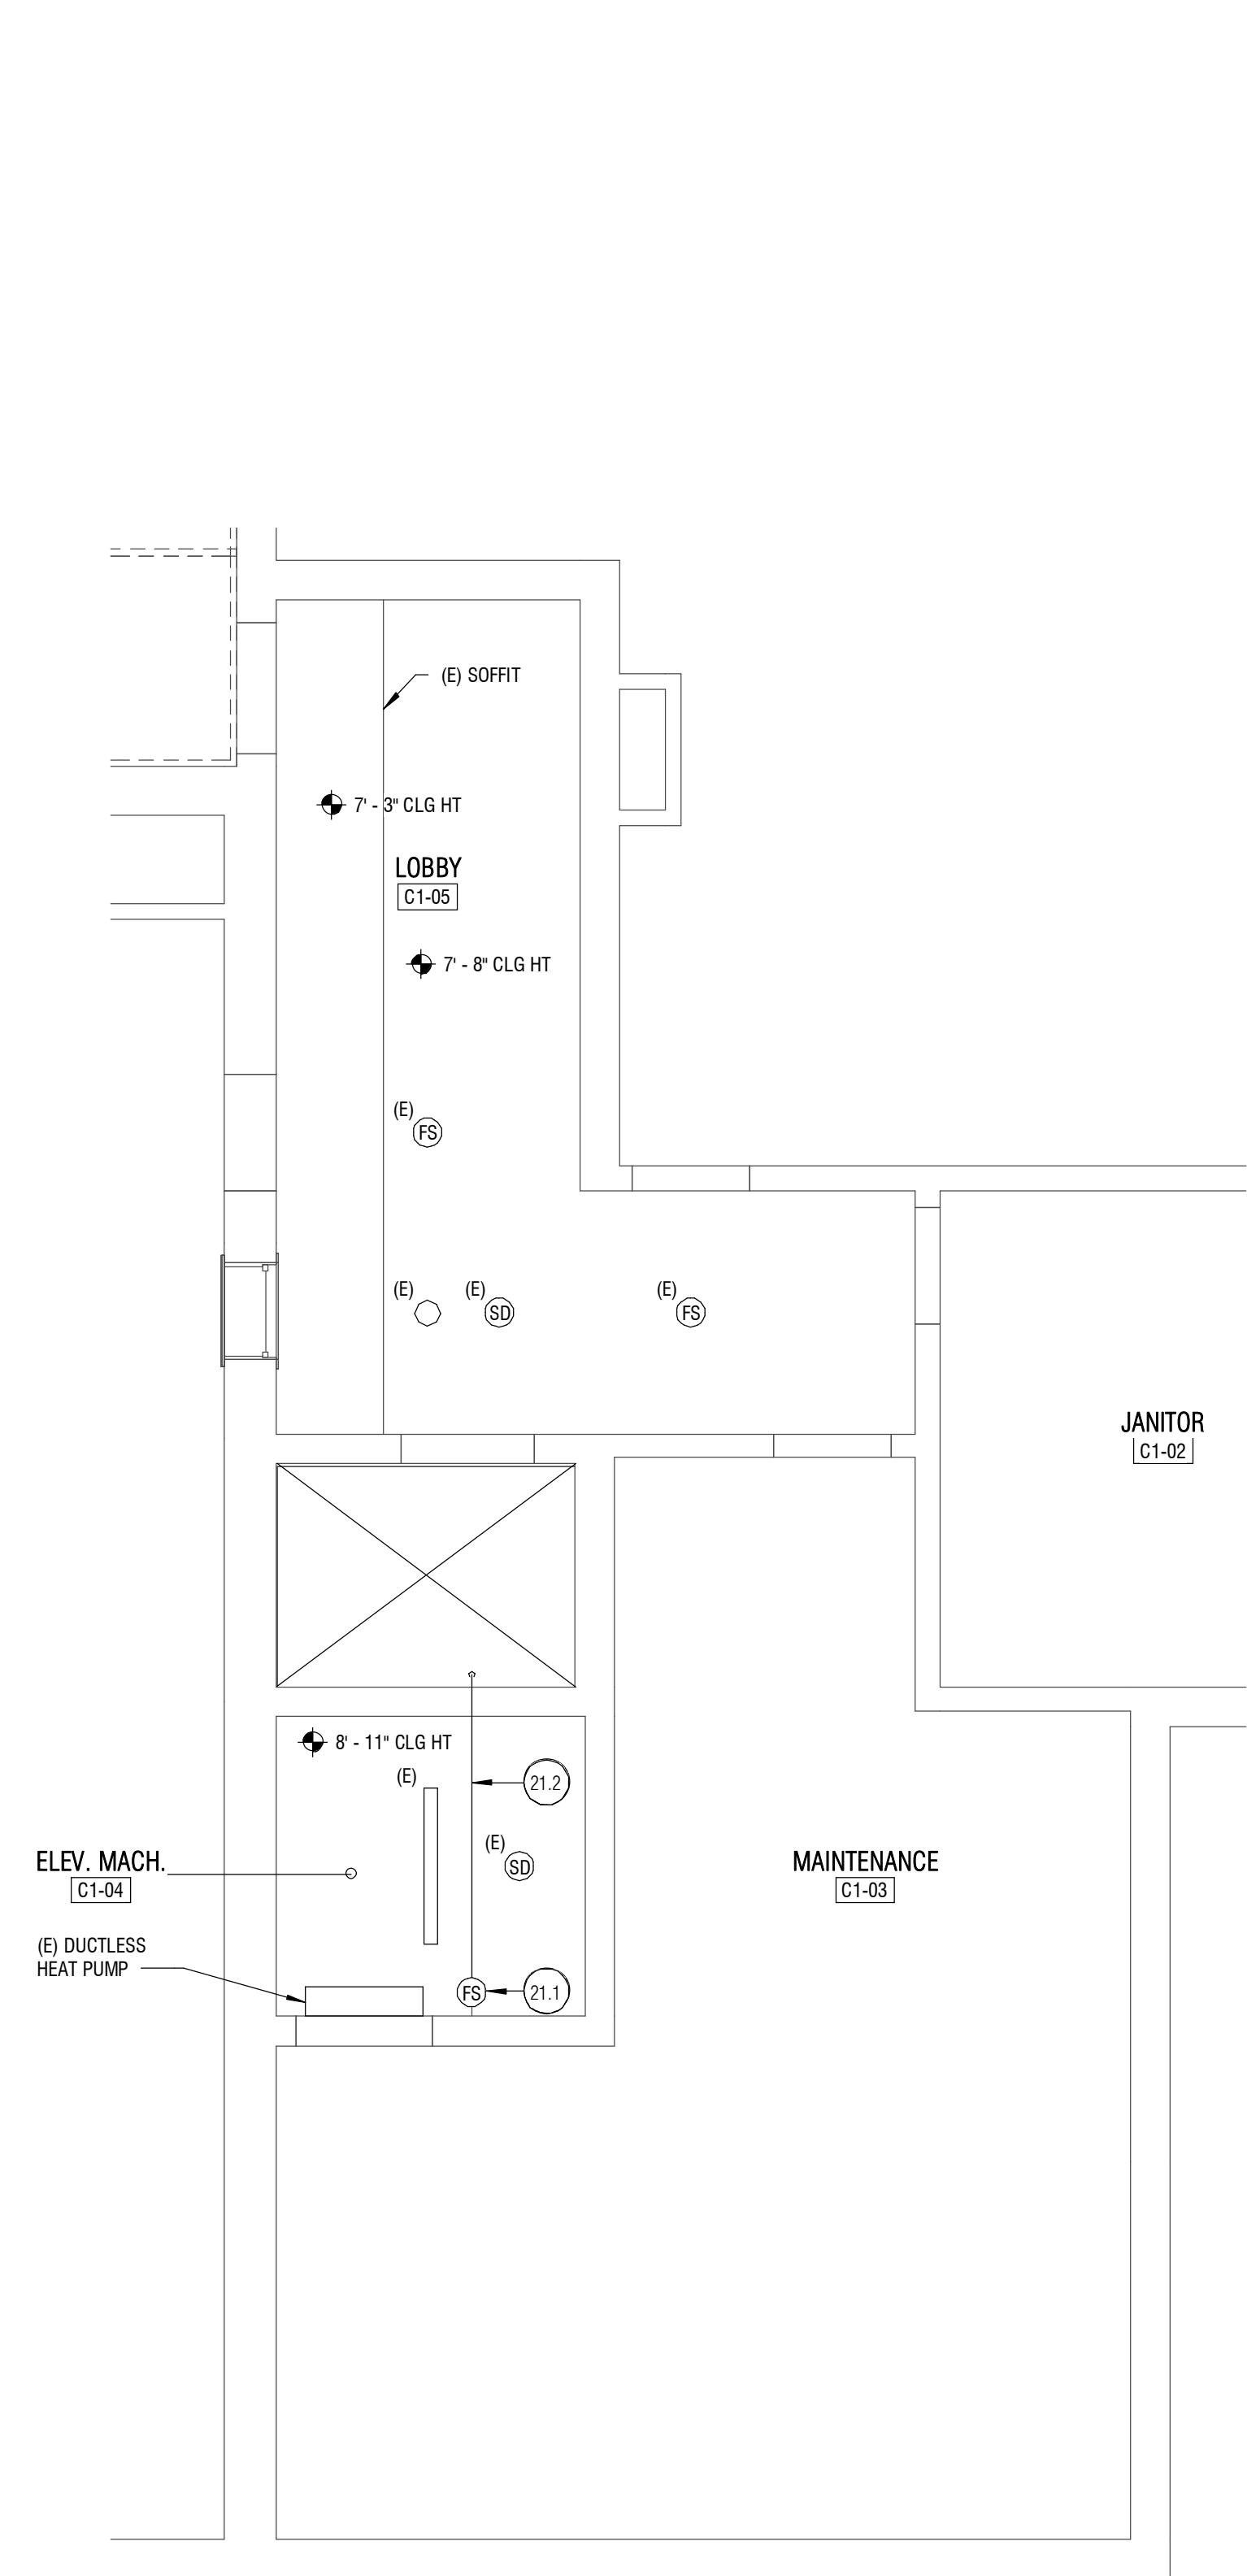 (E) SOFFIT
7' - 3" CLG HT
LOBBY
C1-05
7' - 8" CLG HT
(E)
FS
(E)
(E)
SD
(E)
FS
JANITOR
C1-02
8' - 11" CLG HT
(E)
21.2
(E)
SD
ELEV. MACH.
C1-04
MAINTENANCE
C1-03
(E) DUCTLESS
HEAT PUMP
FS
21.1